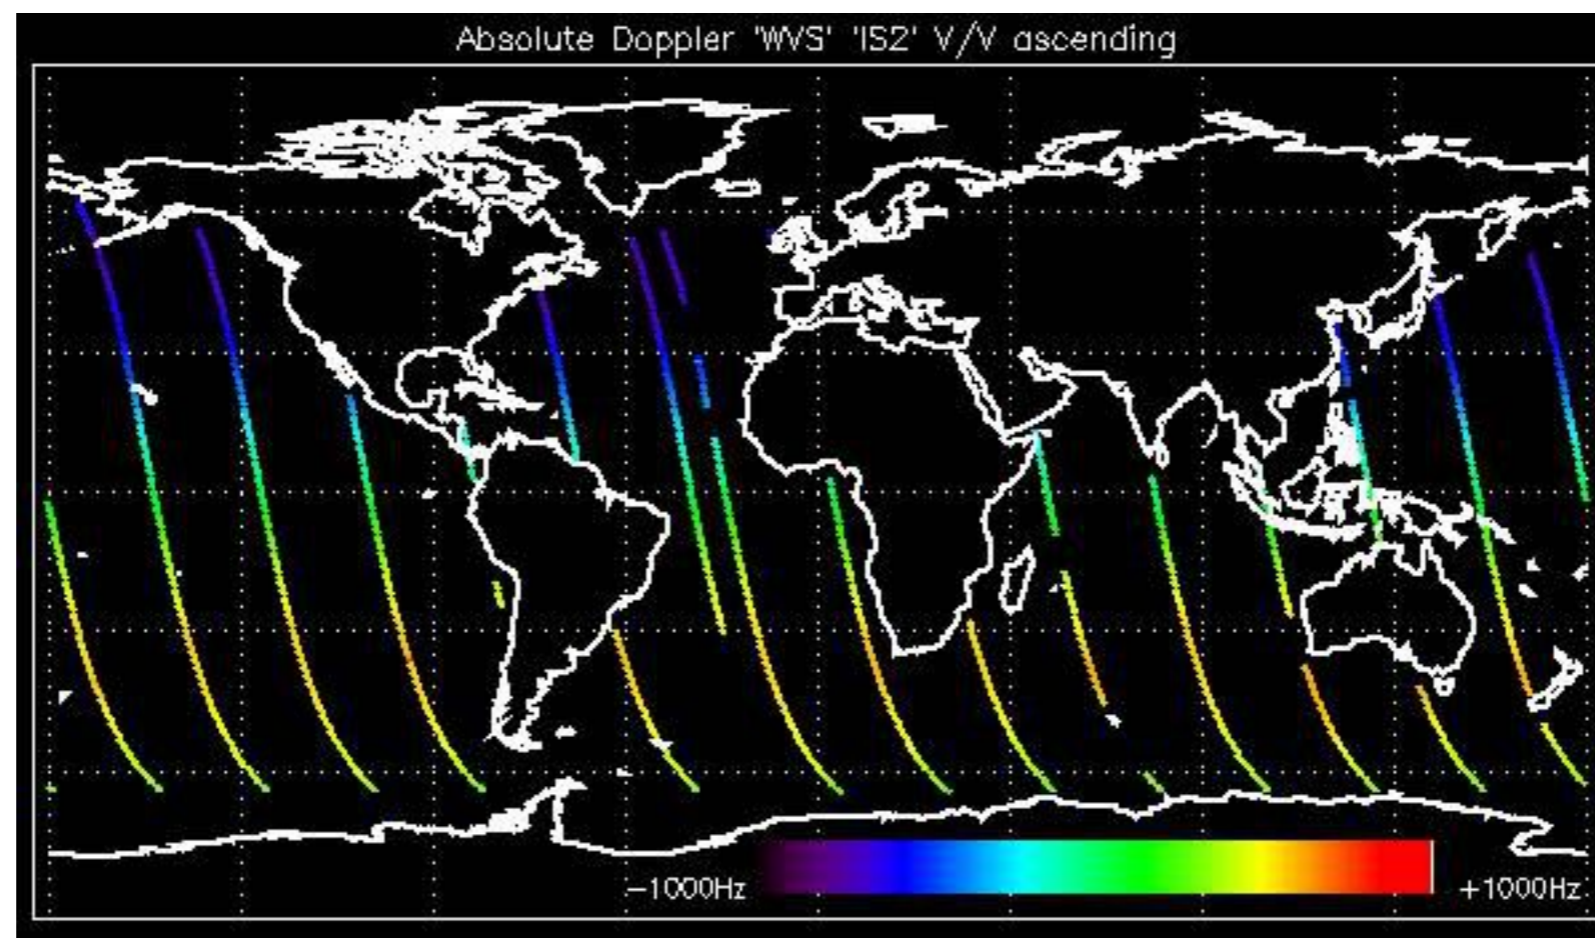 Absolute Doppler 'WVS' 'IS2' V/V ascending
−1000Hz +1000Hz